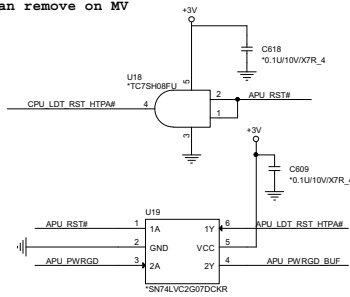 an remove on MV
+3V
C618
*0.1U/10V/X7R_4
U18
*TC7SH08FU
5
CPU_LDT_RST_HTPA#
4
2
APU_RST#
1
3
+3V
C609
*0.1U/10V/X7R_4
U19
APU_RST#
1
1A
1Y
6
APU_LDT_RST_HTPA#
2
GND
VCC
5
APU_PWRGD
3
2A
2Y
4
APU_PWRGD_BUF
*SN74LVC2G07DCKR